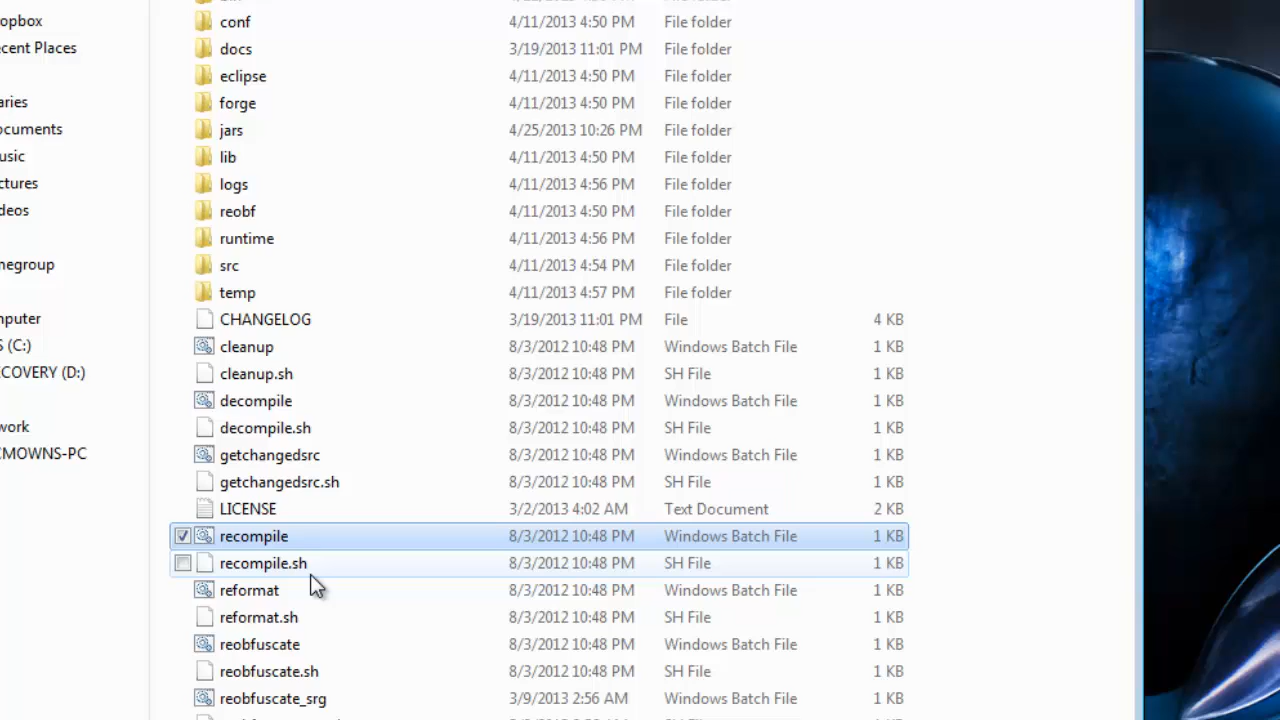 opbox
conf 4/11/2013 4:50 PM File folder
ecent Places docs 3/19/2013 11:01 PM File folder
eclipse 4/11/2013 4:50 PM File folder
aries forge 4/11/2013 4:50 PM File folder
ocuments jars 4/25/2013 10:26 PM File folder
usic lib 4/11/2013 4:50 PM File folder
ctures logs 4/11/2013 4:56 PM File folder
deos reobf 4/11/2013 4:50 PM File folder
runtime 4/11/2013 4:56 PM File folder
megroup src 4/11/2013 4:54 PM File folder
temp 4/11/2013 4:57 PM File folder
mputer CHANGELOG 3/19/2013 11:01 PM File 4 KB
S (C:) cleanup 8/3/2012 10:48 PM Windows Batch File 1 KB
ECOVERY (D:) cleanup.sh 8/3/2012 10:48 PM SH File 1 KB
decompile 8/3/2012 10:48 PM Windows Batch File 1 KB
work decompile.sh 8/3/2012 10:48 PM SH File 1 KB
CMOWNS-PC getchangedsrc 8/3/2012 10:48 PM Windows Batch File 1 KB
getchangedsrc.sh 8/3/2012 10:48 PM SH File 1 KB
LICENSE 3/2/2013 4:02 AM Text Document 2 KB
recompile 8/3/2012 10:48 PM Windows Batch File 1 KB
recompile.sh 8/3/2012 10:48 PM SH File 1 KB
reformat 8/3/2012 10:48 PM Windows Batch File 1 KB
reformat.sh 8/3/2012 10:48 PM SH File 1 KB
reobfuscate 8/3/2012 10:48 PM Windows Batch File 1 KB
reobfuscate.sh 8/3/2012 10:48 PM SH File 1 KB
reobfuscate_srg 3/9/2013 2:56 AM Windows Batch File 1 KB